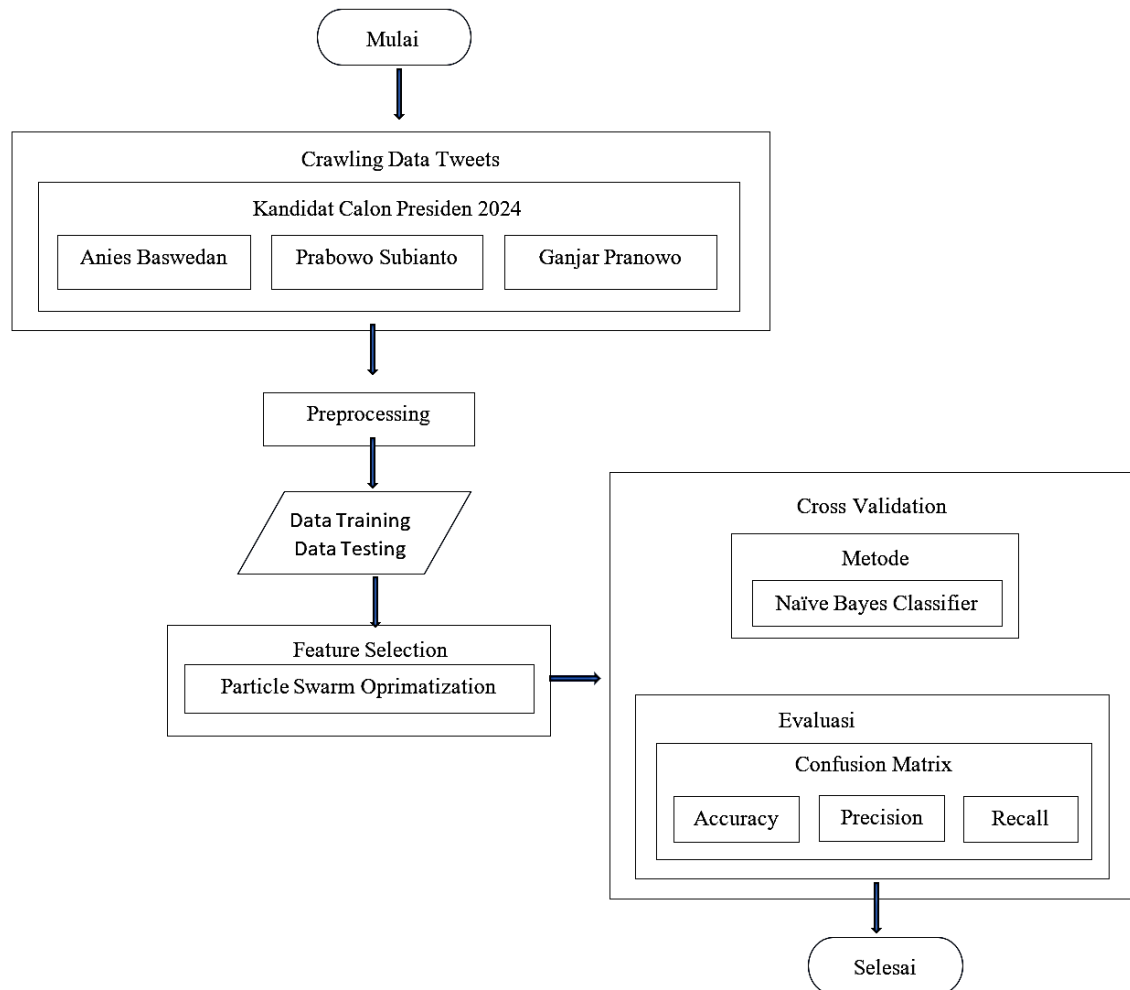 Mulai
Crawling Data Tweets
Kandidat Calon Presiden 2024
Anies Baswedan
Prabowo Subianto
Ganjar Pranowo
Preprocessing
Data Training
Data Testing
Feature Selection
Particle Swarm Oprimatization
Cross Validation
Metode
Naïve Bayes Classifier
Evaluasi
Confusion Matrix
Accuracy
Precision
Recall
Selesai